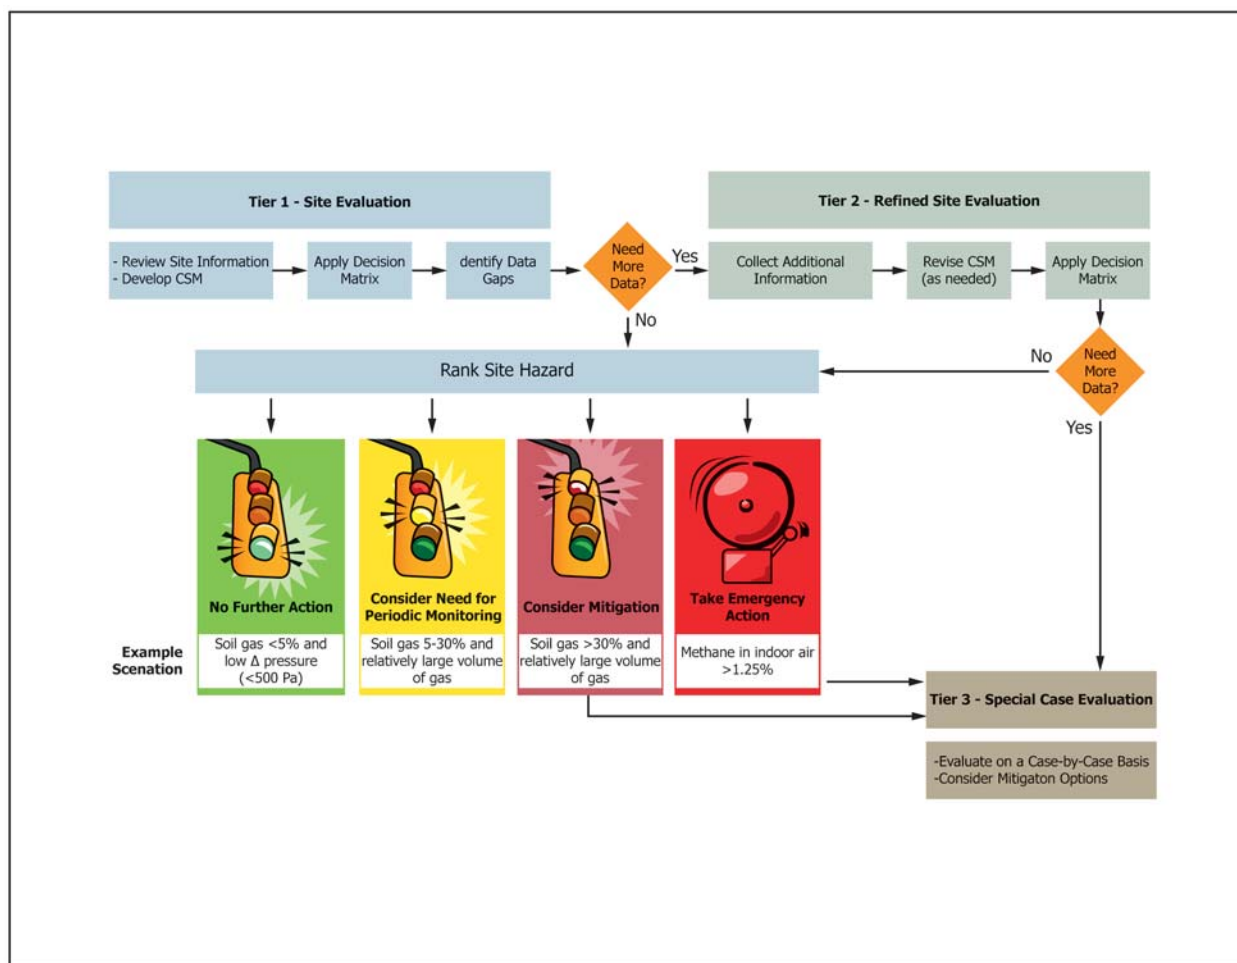 Tier 1 - Site Evaluation
Tier 2 - Refined Site Evaluation
- Review Site Information
- Develop CSM
Apply Decision
Matrix
dentify Data
Gaps
Need
More
Data?
Yes
Collect Additional
Information
Revise CSM
(as needed)
Apply Decision
Matrix
No
Rank Site Hazard
No
Need
More
Data?
Yes
No Further Action
Consider Need for
Periodic Monitoring
Consider Mitigation
Take Emergency
Action
Example
Scenation
Soil gas <5% and
low Δ pressure
(<500 Pa)
Soil gas 5-30% and
relatively large volume
of gas
Soil gas >30% and
relatively large volume
of gas
Methane in indoor air
>1.25%
Tier 3 - Special Case Evaluation
-Evaluate on a Case-by-Case Basis
-Consider Mitigaton Options